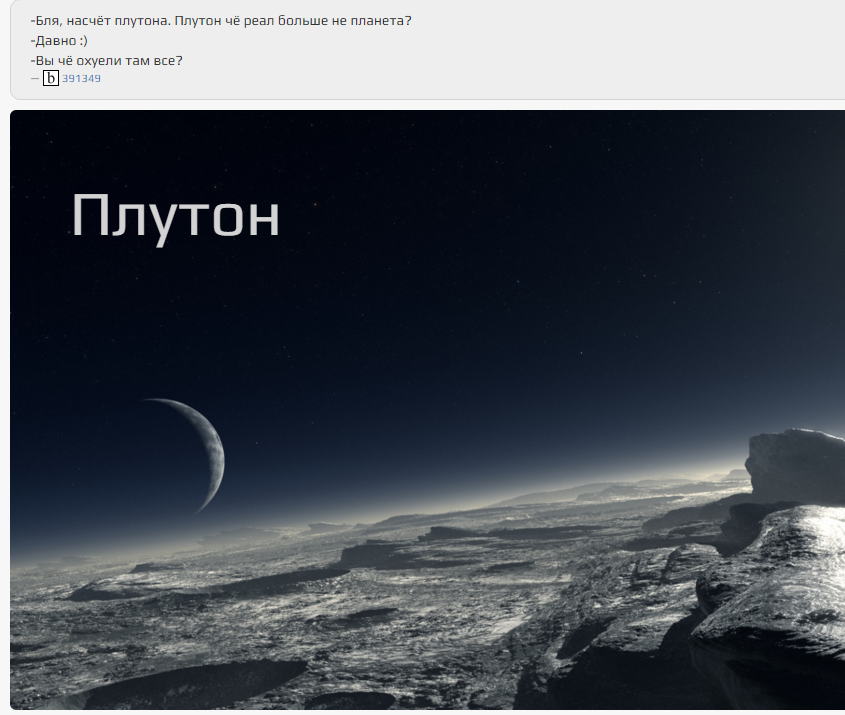 -Бля, насчёт плутона. Плутон чё реал больше не планета?
-Давно :)
-Вы чё охуели там все?
— b 391349
Плутон